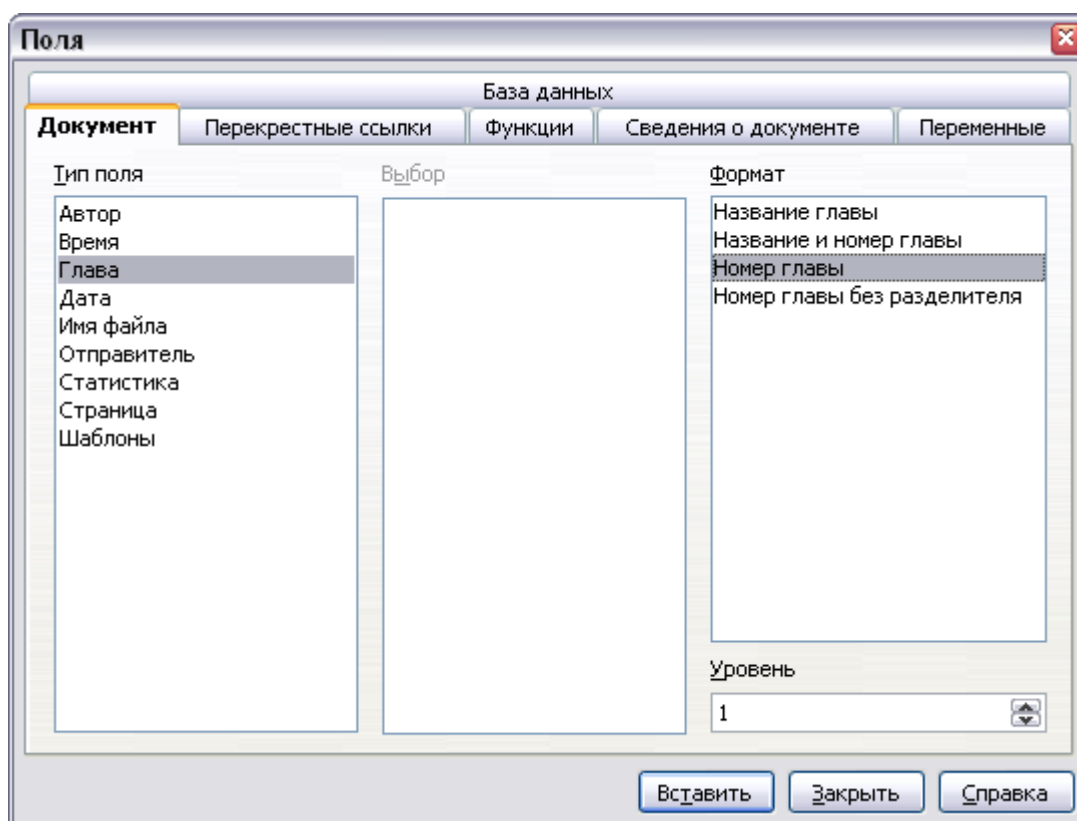 Поля
База данных
Документ Перекрестные ссылки Функции Сведения о документе Переменные
Тип поля
Автор
Время
Глава
Дата
Имя файла
Отправитель
Статистика
Страница
Шаблоны
Выбор
Формат
Название главы
Название и номер главы
Номер главы
Номер главы без разделителя
Уровень
1
Вставить Закрыть Справка